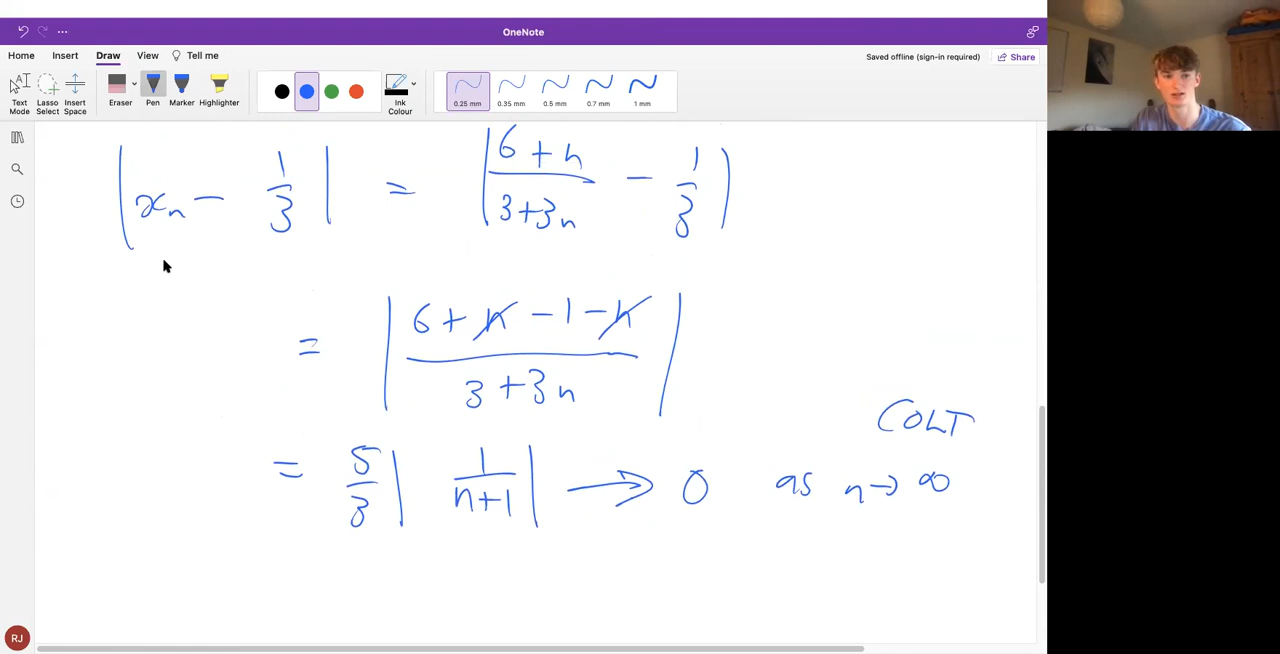 OneNote
Home Insert Draw View Tell me
Saved offline (sign-in required) Share
Text Mode Lasso Select Insert Space Eraser Pen Marker Highlighter Ink Colour 0.25 mm 0.35 mm 0.5 mm 0.7 mm 1 mm
|xₙ - 1/3| = |(6+n)/(3+3n) - 1/3|
= |(6+n-1-n)/(3+3n)|
COLT
= 5/3 |1/(n+1)| → 0 as n→∞
RJ